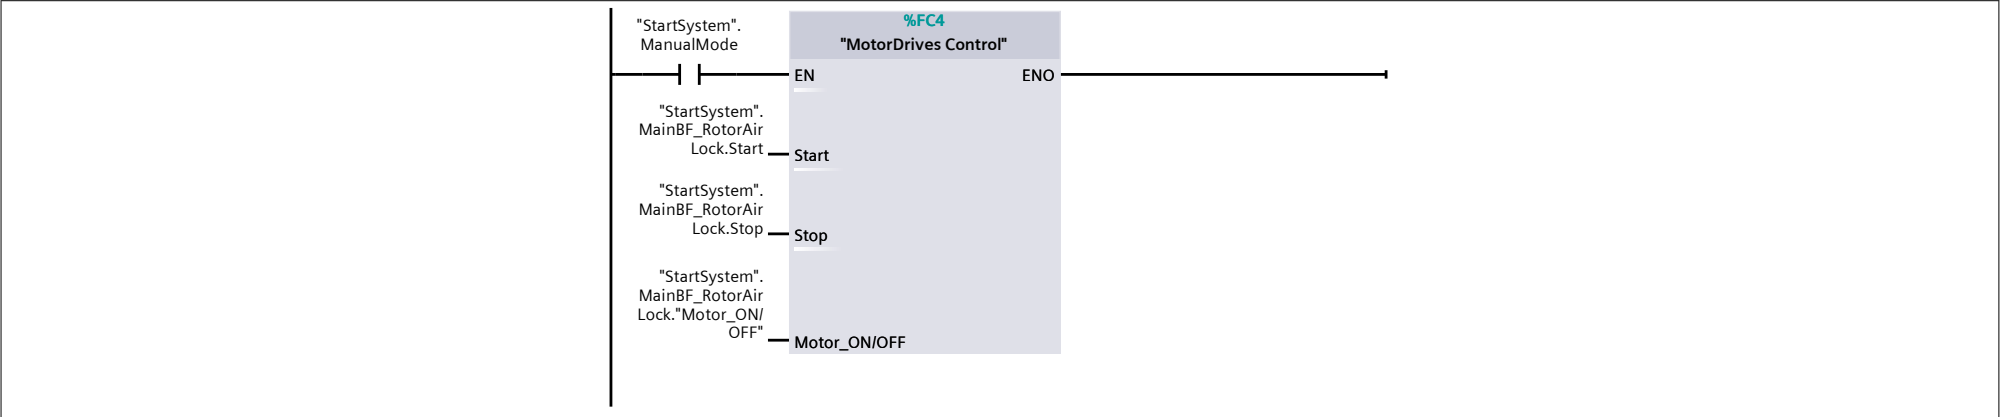 "StartSystem".
ManualMode
%FC4
"MotorDrives Control"
EN
ENO
"StartSystem".
MainBF_RotorAir
Lock.Start
Start
"StartSystem".
MainBF_RotorAir
Lock.Stop
Stop
"StartSystem".
MainBF_RotorAir
Lock."Motor_ON/
OFF"
Motor_ON/OFF